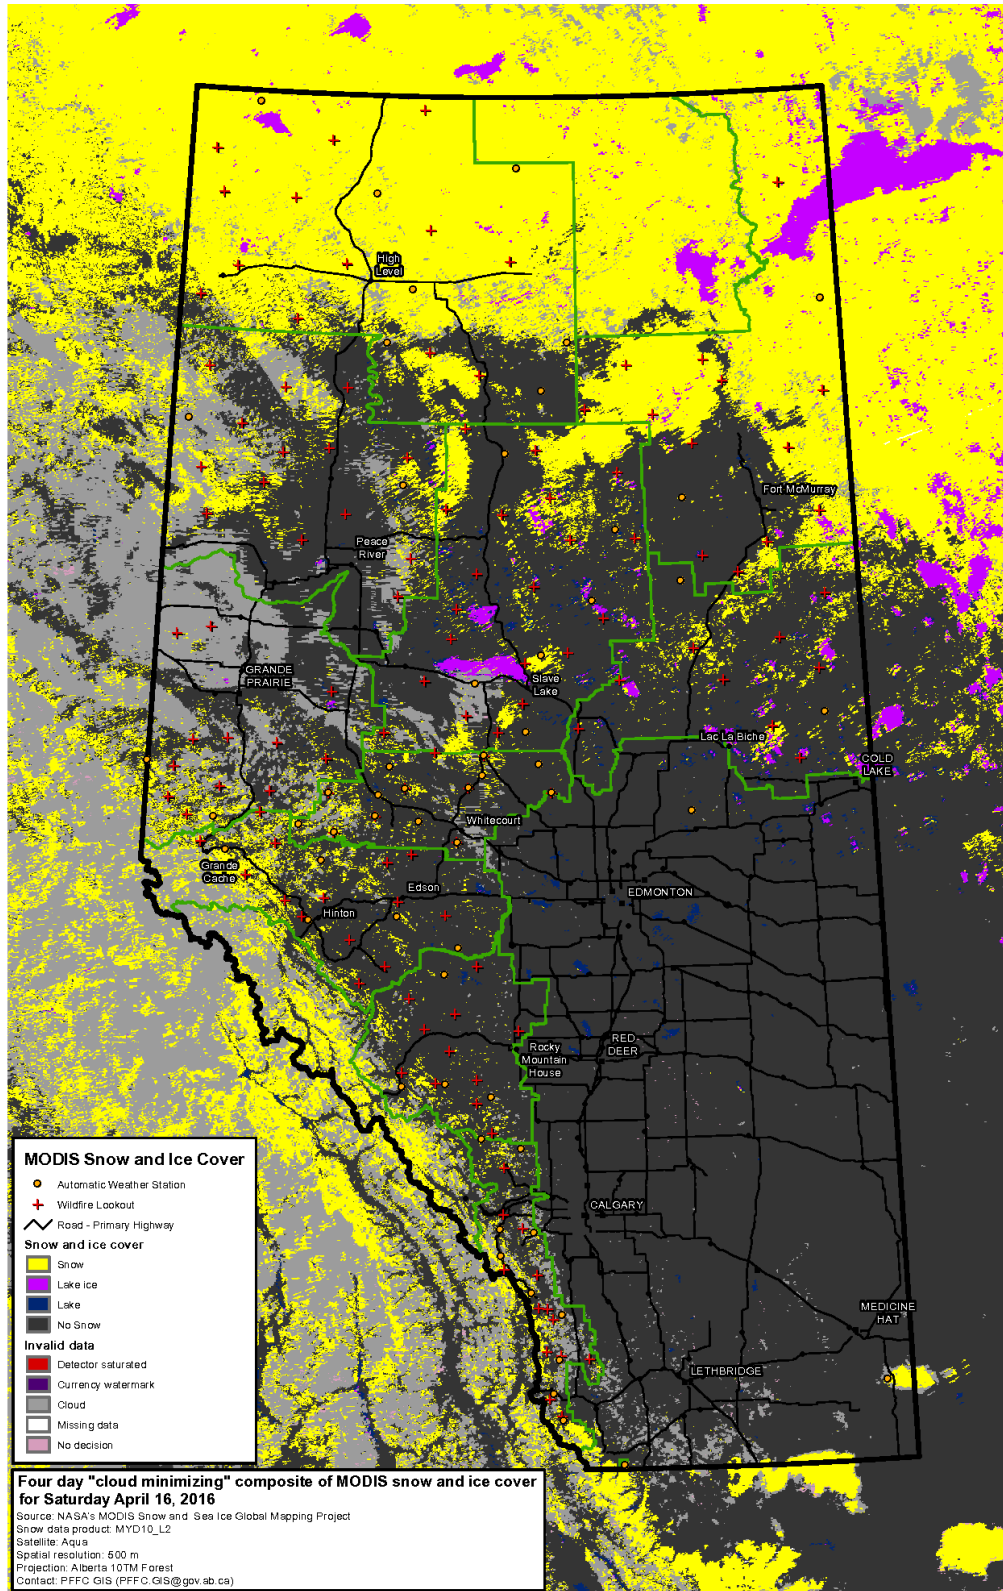 High
Level
Fort McMurray
Peace
River
GRANDE
PRAIRIE
Slave
Lake
Lac La Biche
COLD
LAKE
Whitecourt
Grande
Cache
Edson
EDMONTON
Hinton
Rocky
Mountain
House
RED
DEER
CALGARY
MEDICINE
HAT
LETHBRIDGE
MODIS Snow and Ice Cover
Automatic Weather Station
Wildfire Lookout
Road - Primary Highway
Snow and ice cover
Snow
Lake ice
Lake
No Snow
Invalid data
Detector saturated
Currency watermark
Cloud
Missing data
No decision
Four day "cloud minimizing" composite of MODIS snow and ice cover
for Saturday April 16, 2016
Source: NASA's MODIS Snow and Sea Ice Global Mapping Project
Snow data product: MYD10_L2
Satellite: Aqua
Spatial resolution: 500 m
Projection: Alberta 10TM Forest
Contact: PFFC GIS (PFFC.GIS@gov.ab.ca)